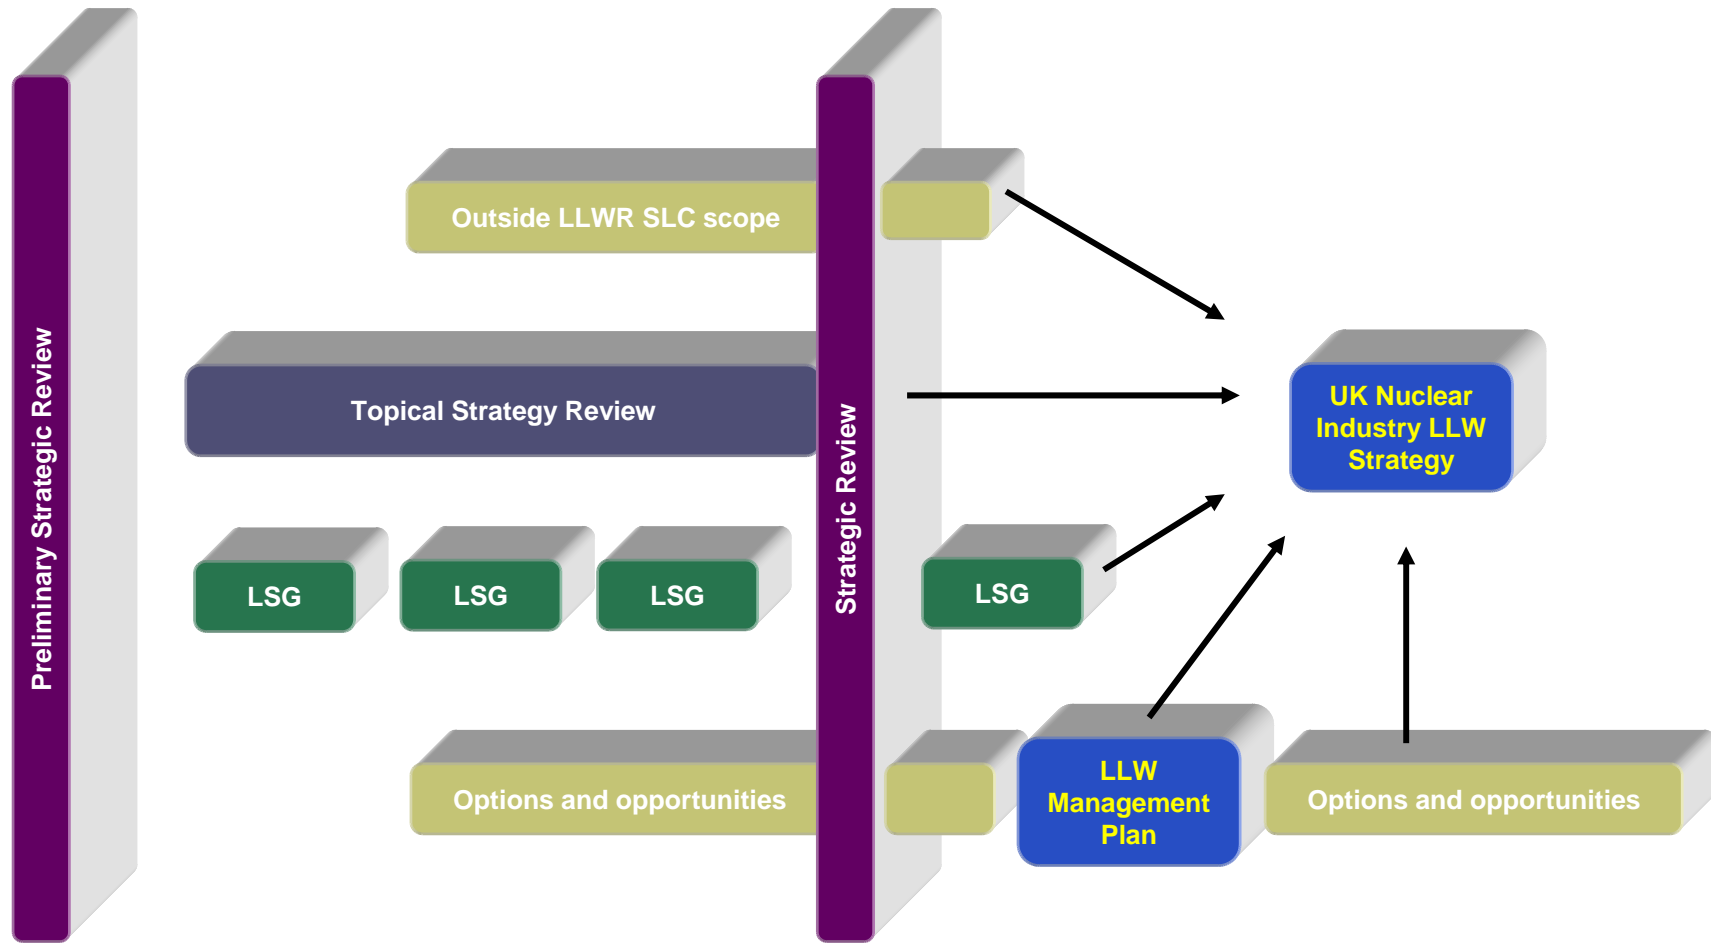 Preliminary Strategic Review
Outside LLWR SLC scope
Topical Strategy Review
LSG
LSG
LSG
Options and opportunities
Strategic Review
LSG
LLW
Management
Plan
Options and opportunities
UK Nuclear
Industry LLW
Strategy